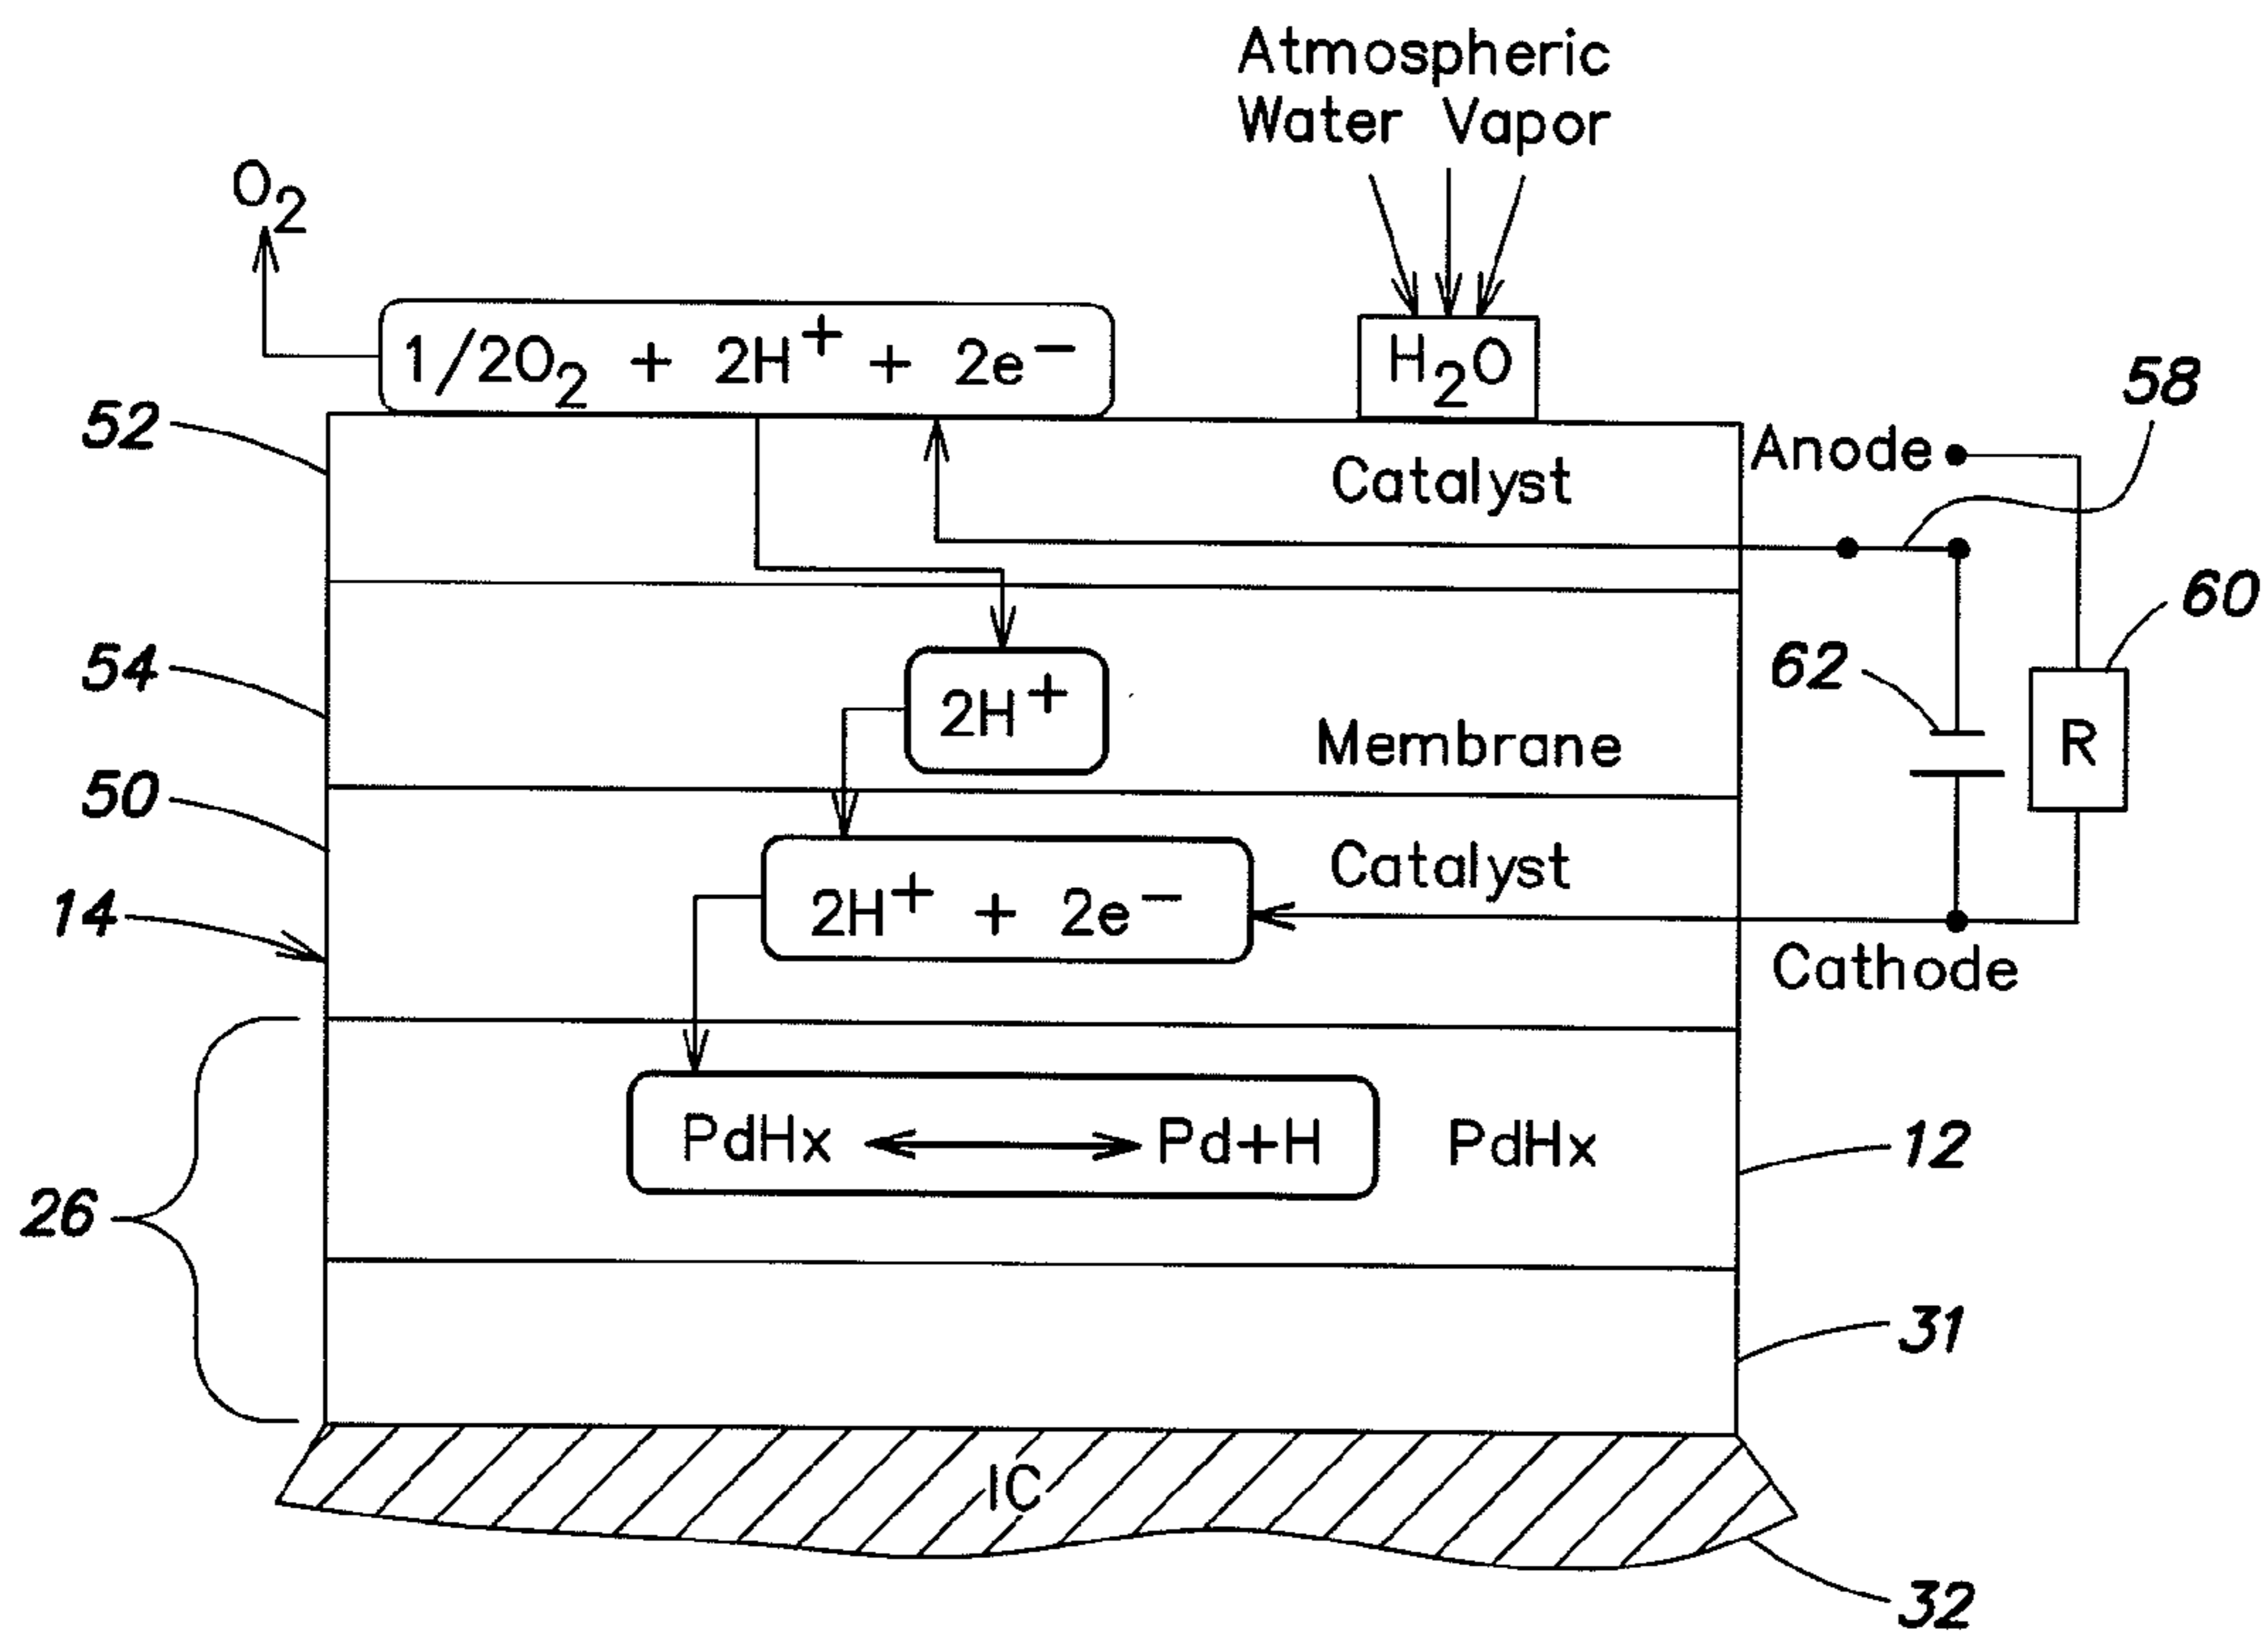 Atmospheric
Water Vapor
O2
1/2O2 + 2H+ + 2e−
H2O
58
52
Anode
Catalyst
60
54
62
2H+
R
Membrane
50
Catalyst
14
2H+ + 2e−
Cathode
PdHx ⟷ Pd+H
PdHx
12
26
31
IC
32